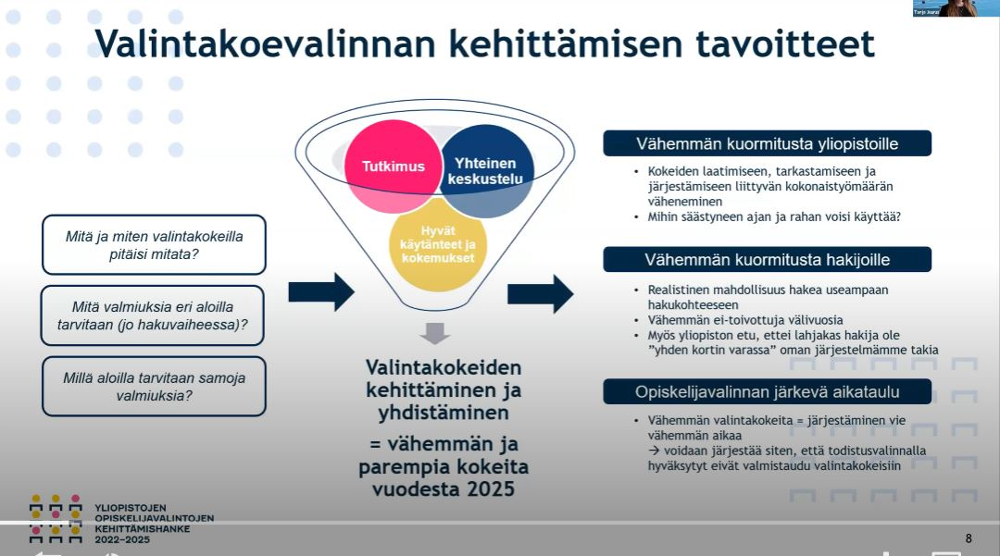 Valintakoevalinnan kehittämisen tavoitteet
Mitä ja miten valintakokeilla
pitäisi mitata?
Mitä valmiuksia eri aloilla
tarvitaan (jo hakuvaiheessa)?
Millä aloilla tarvitaan samoja
valmiuksia?
Tutkimus
Yhteinen
keskustelu
Hyvät
käytänteet ja
kokemukset
Valintakokeiden
kehittäminen ja
yhdistäminen
= vähemmän ja
parempia kokeita
vuodesta 2025
Vähemmän kuormitusta yliopistoille
• Kokeiden laatimiseen, tarkastamiseen ja
järjestämiseen liittyvän kokonaistyömäärän
väheneminen
• Mihin säästyneen ajan ja rahan voisi käyttää?
Vähemmän kuormitusta hakijoille
• Realistinen mahdollisuus hakea useampaan
hakukohteeseen
• Vähemmän ei-toivottuja välivuosia
• Myös yliopiston etu, ettei lahjakas hakija ole
”yhden kortin varassa” oman järjestelmämme takia
Opiskelijavalinnan järkevä aikataulu
• Vähemmän valintakokeita = järjestäminen vie
vähemmän aikaa
→ voidaan järjestää siten, että todistusvalinnalla
hyväksytyt eivät valmistaudu valintakokeisiin
YLIOPISTOJEN
OPISKELIJAVALINTOJEN
KEHITTÄMISHANKE
2022–2025
8